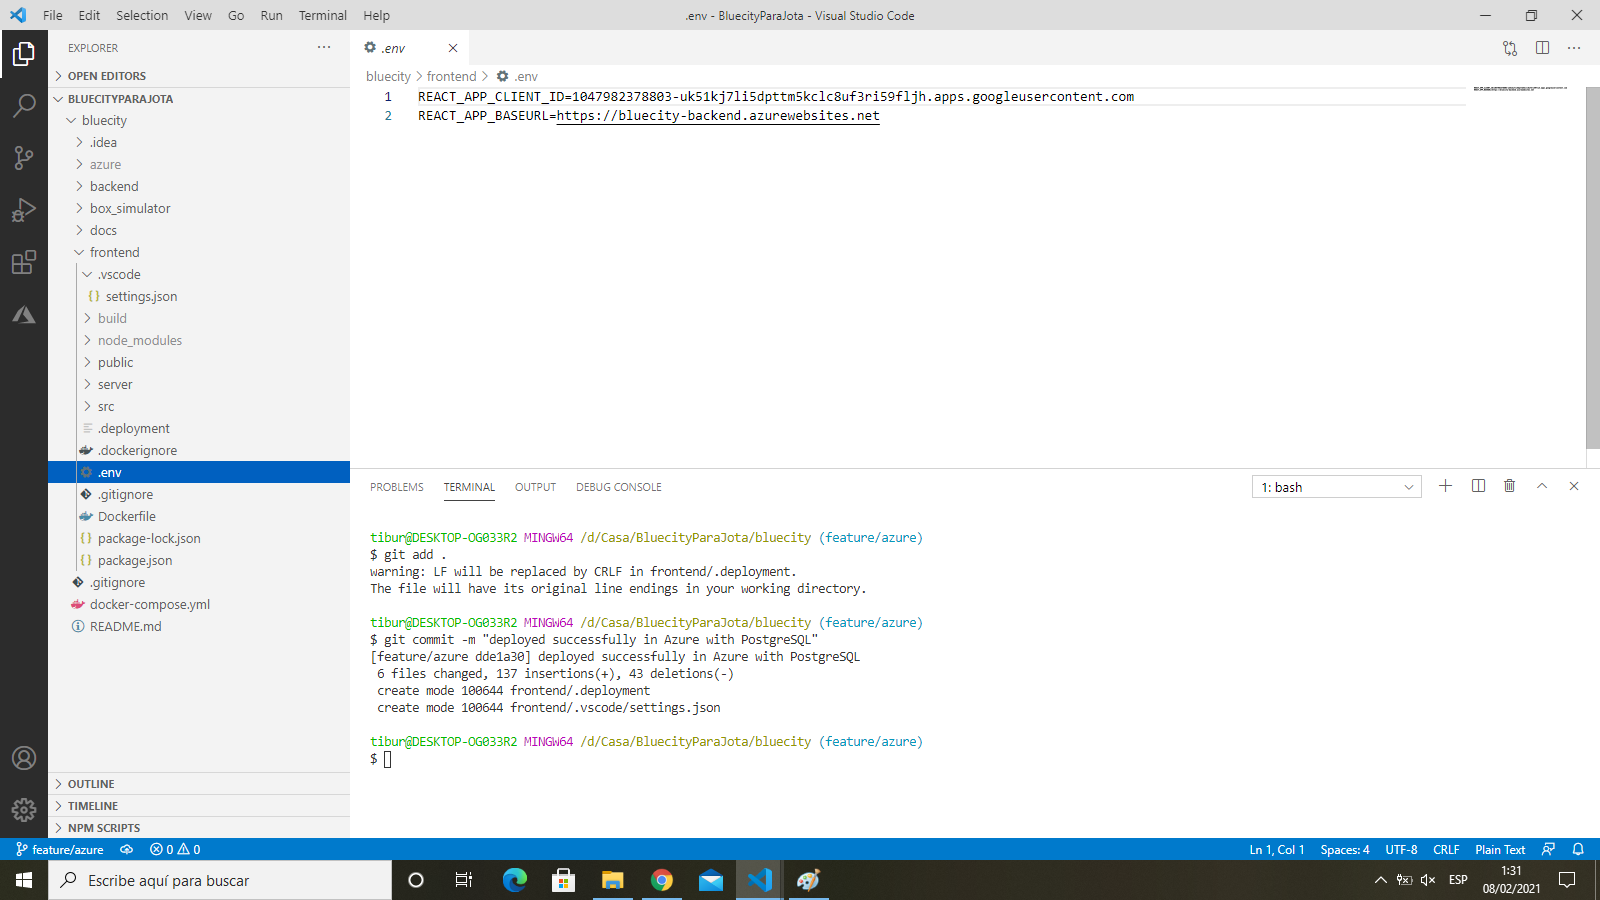 File Edit Selection View Go Run Terminal Help
.env - BluecityParaJota - Visual Studio Code
EXPLORER
OPEN EDITORS
BLUECITYPARAJOTA
bluecity
.idea
azure
backend
box_simulator
docs
frontend
.vscode
settings.json
build
node_modules
public
server
src
.deployment
.dockerignore
.env
.gitignore
Dockerfile
package-lock.json
package.json
.gitignore
docker-compose.yml
README.md
OUTLINE
TIMELINE
NPM SCRIPTS
.env
bluecity frontend .env
1 REACT_APP_CLIENT_ID=1047982378803-uk51kj7li5dpttm5kclc8uf3ri59fljh.apps.googleusercontent.com
2 REACT_APP_BASEURL=https://bluecity-backend.azurewebsites.net
PROBLEMS TERMINAL OUTPUT DEBUG CONSOLE
1: bash
tibur@DESKTOP-OG033R2 MINGW64 /d/Casa/BluecityParaJota/bluecity (feature/azure)
$ git add .
warning: LF will be replaced by CRLF in frontend/.deployment.
The file will have its original line endings in your working directory.
tibur@DESKTOP-OG033R2 MINGW64 /d/Casa/BluecityParaJota/bluecity (feature/azure)
$ git commit -m "deployed successfully in Azure with PostgreSQL"
[feature/azure dde1a30] deployed successfully in Azure with PostgreSQL
6 files changed, 137 insertions(+), 43 deletions(-)
create mode 100644 frontend/.deployment
create mode 100644 frontend/.vscode/settings.json
tibur@DESKTOP-OG033R2 MINGW64 /d/Casa/BluecityParaJota/bluecity (feature/azure)
$
feature/azure 0 0
Ln 1, Col 1 Spaces: 4 UTF-8 CRLF Plain Text
Escribe aquí para buscar
ESP
1:31
08/02/2021